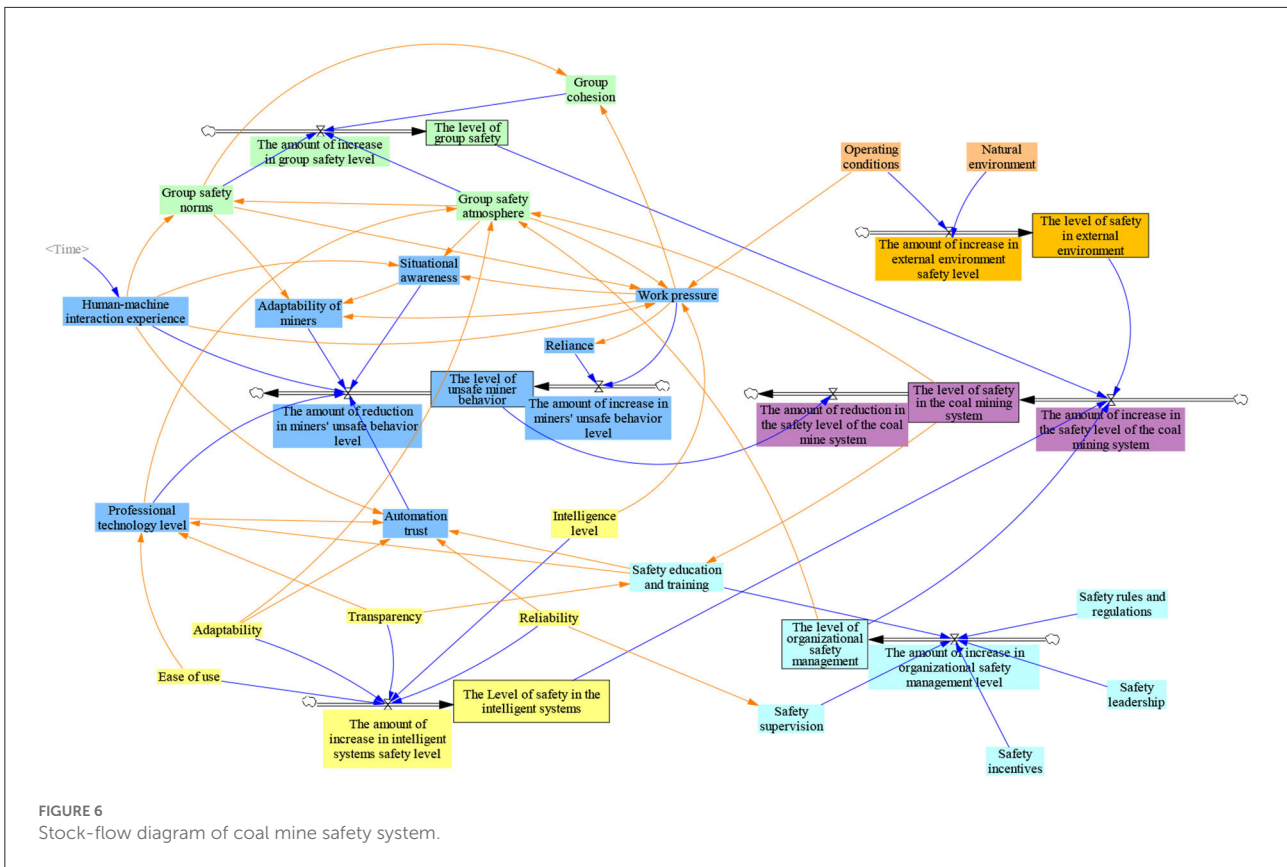 Group
cohesion
The level of
group safety
The amount of increase
in group safety level
Operating
conditions
Natural
environment
Group safety
norms
Group safety
atmosphere
The level of safety
in external
environment
The amount of increase in
external environment
safety level
<Time>
Situational
awareness
Human-machine
interaction experience
Adaptability of
miners
Work pressure
Reliance
The level of
unsafe miner
behavior
The amount of reduction
in miners' unsafe behavior
level
The amount of increase in
miners' unsafe behavior
level
The level of safety
in the coal mining
system
The amount of reduction in
the safety level of the coal
mine system
The amount of increase in
the safety level of the coal
mining system
Professional
technology level
Automation
trust
Intelligence
level
Safety education
and training
Safety rules and
regulations
Transparency
Reliability
Adaptability
The level of
organizational
safety
management
The amount of increase in
organizational safety
management level
Ease of use
The Level of safety in the
intelligent systems
Safety
leadership
Safety
supervision
The amount of
increase in intelligent
systems safety level
Safety
incentives
FIGURE 6
Stock-flow diagram of coal mine safety system.